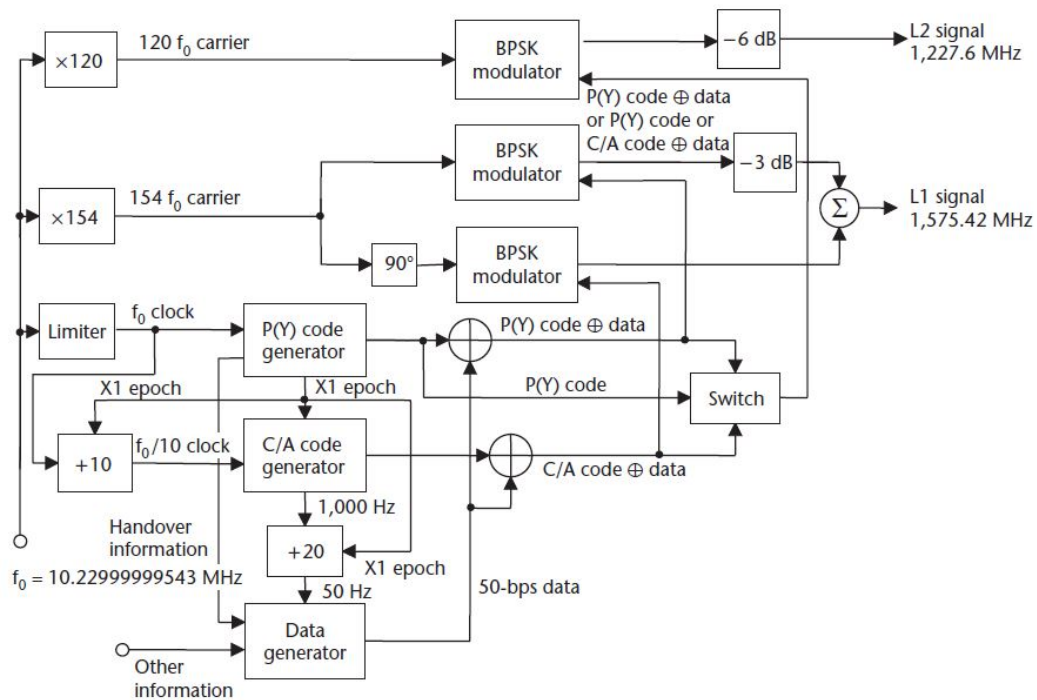 ×120
120 f₀ carrier
BPSK
modulator
−6 dB
L2 signal
1,227.6 MHz
P(Y) code ⊕ data
or P(Y) code or
C/A code ⊕ data
×154
154 f₀ carrier
BPSK
modulator
−3 dB
Σ
L1 signal
1,575.42 MHz
90°
BPSK
modulator
Limiter
f₀ clock
P(Y) code
generator
P(Y) code ⊕ data
X1 epoch
X1 epoch
P(Y) code
Switch
+10
f₀/10 clock
C/A code
generator
C/A code ⊕ data
1,000 Hz
Handover
information
+20
X1 epoch
f₀ = 10.22999999543 MHz
50 Hz
50-bps data
Data
generator
Other
information